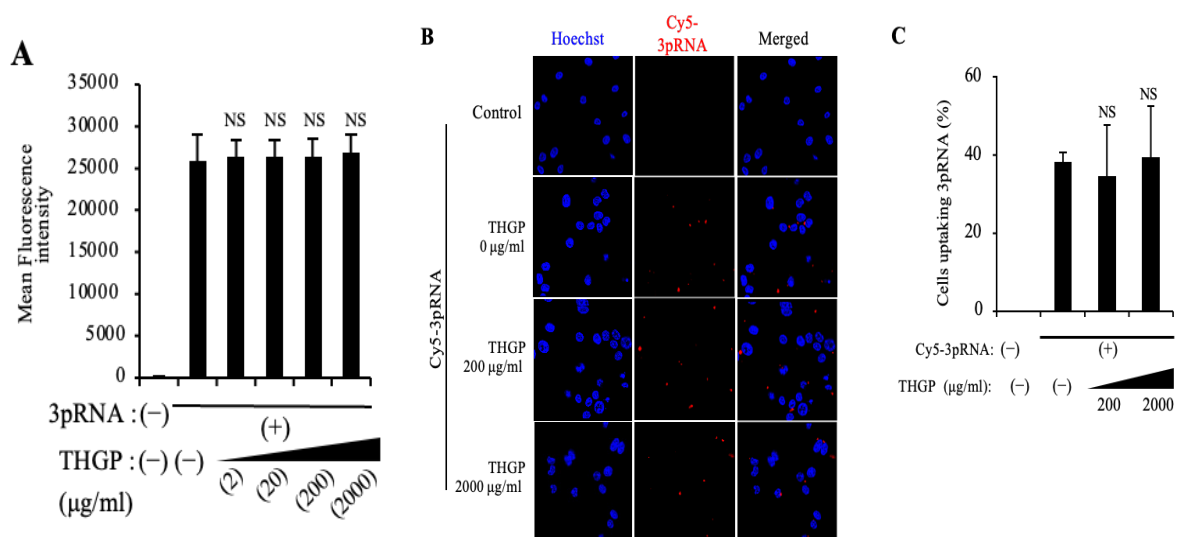 A
35000
30000
25000
20000
15000
10000
5000
0
Mean Fluorescence
intensity
NS NS NS NS
3pRNA : (−)
(+)
THGP : (−) (−)
(2) (20) (200) (2000)
(μg/ml)
B
Hoechst
Cy5-
3pRNA
Merged
Control
Cy5-3pRNA
THGP
0 μg/ml
THGP
200 μg/ml
THGP
2000 μg/ml
C
60
40
20
0
Cells uptaking 3pRNA (%)
NS NS
Cy5-3pRNA: (−) (+)
THGP (μg/ml): (−) (−)
200 2000